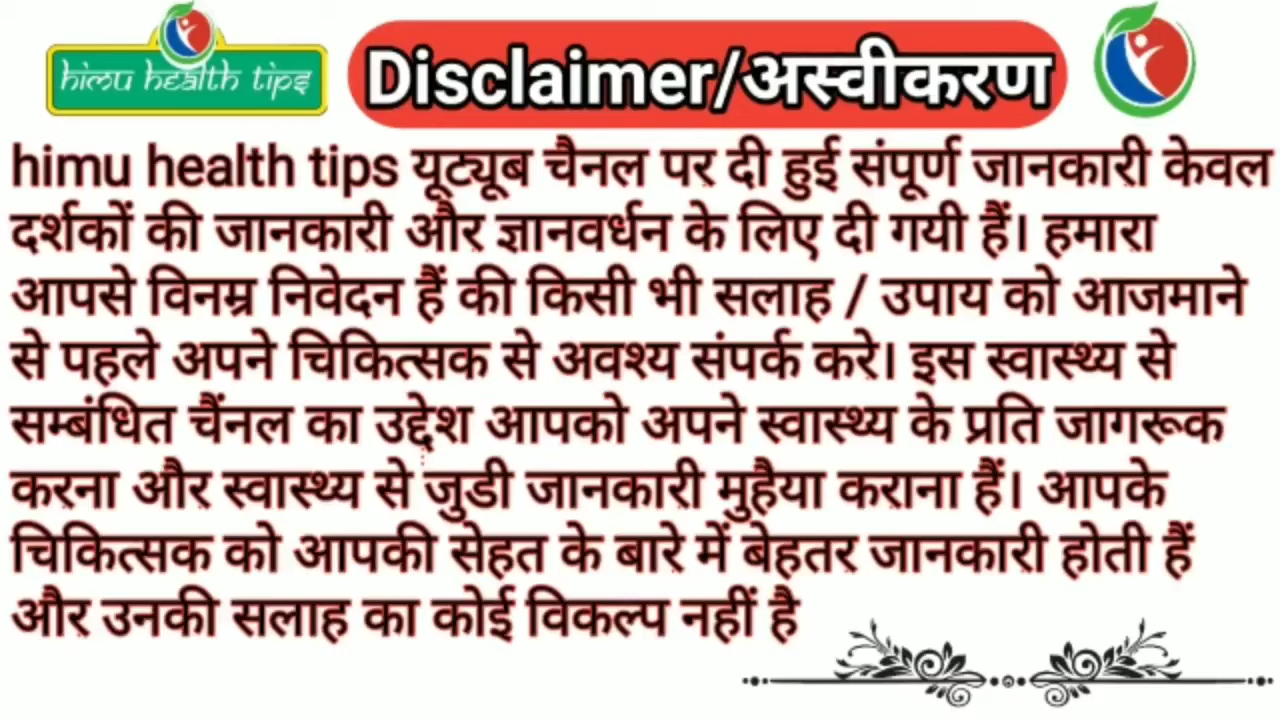 himu health tips
Disclaimer/अस्वीकरण
himu health tips यूट्यूब चैनल पर दी हुई संपूर्ण जानकारी केवल
दर्शकों की जानकारी और ज्ञानवर्धन के लिए दी गयी हैं। हमारा
आपसे विनम्र निवेदन हैं की किसी भी सलाह / उपाय को आजमाने
से पहले अपने चिकित्सक से अवश्य संपर्क करे। इस स्वास्थ्य से
सम्बंधित चैंनल का उद्देश आपको अपने स्वास्थ्य के प्रति जागरूक
करना और स्वास्थ्य से जुडी जानकारी मुहैया कराना हैं। आपके
चिकित्सक को आपकी सेहत के बारे में बेहतर जानकारी होती हैं
और उनकी सलाह का कोई विकल्प नहीं है